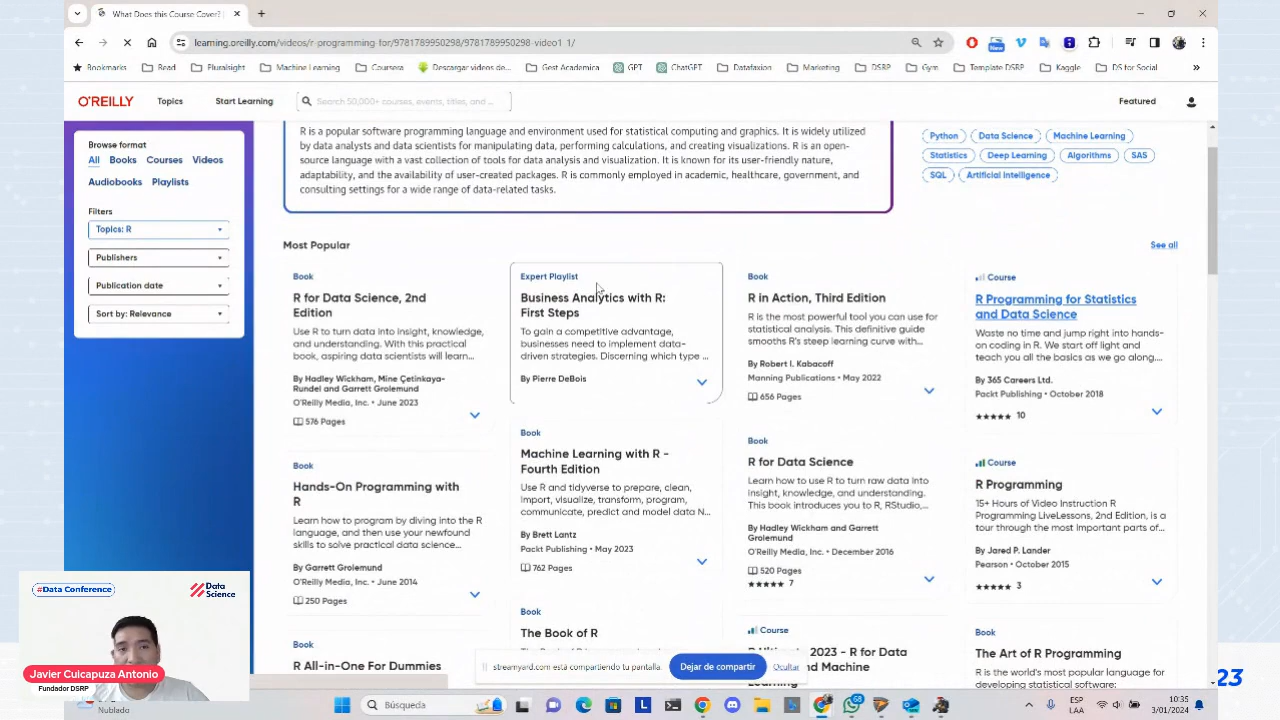 What Does this Course Cover?
learning.oreilly.com/videos/r-programming-for/9781789950298/9781789950298-video1_1/
New
Bookmarks Read Pluralsight Machine Learning Coursera Descargar videos de... Gest Academica GPT ChatGPT Datafaxion Marketing DSRP Gym Template DSRP Kaggle DS for Social »
O'REILLY Topics Start Learning Search 50,000+ courses, events, titles, and ... Featured
Browse format
All Books Courses Videos
Audiobooks Playlists
Filters
Topics: R
Publishers
Publication date
Sort by: Relevance
R is a popular software programming language and environment used for statistical computing and graphics. It is widely utilized
by data analysts and data scientists for manipulating data, performing calculations, and creating visualizations. R is an open-
source language with a vast collection of tools for data analysis and visualization. It is known for its user-friendly nature,
adaptability, and the availability of user-created packages. R is commonly employed in academic, healthcare, government, and
consulting settings for a wide range of data-related tasks.
Python Data Science Machine Learning
Statistics Deep Learning Algorithms SAS
SQL Artificial Intelligence
Most Popular
See all
Book
R for Data Science, 2nd
Edition
Use R to turn data into insight, knowledge,
and understanding. With this practical
book, aspiring data scientists will learn...
By Hadley Wickham, Mine Çetinkaya-
Rundel and Garrett Grolemund
O'Reilly Media, Inc. • June 2023
576 Pages
Book
Hands-On Programming with
R
Learn how to program by diving into the R
language, and then use your newfound
skills to solve practical data science...
By Garrett Grolemund
O'Reilly Media, Inc. • June 2014
250 Pages
Book
R All-in-One For Dummies
Expert Playlist
Business Analytics with R:
First Steps
To gain a competitive advantage,
businesses need to implement data-
driven strategies. Discerning which type ...
By Pierre DeBois
Book
Machine Learning with R -
Fourth Edition
Use R and tidyverse to prepare, clean,
import, visualize, transform, program,
communicate, predict and model data N...
By Brett Lantz
Packt Publishing • May 2023
762 Pages
Book
The Book of R
Book
R in Action, Third Edition
R is the most powerful tool you can use for
statistical analysis. This definitive guide
smooths R's steep learning curve with...
By Robert I. Kabacoff
Manning Publications • May 2022
656 Pages
Book
R for Data Science
Learn how to use R to turn raw data into
insight, knowledge, and understanding.
This book introduces you to R, RStudio,
By Hadley Wickham and Garrett
Grolemund
O'Reilly Media, Inc. • December 2016
520 Pages
★★★★★ 7
Course
2023 - R for Data
and Machine
Course
R Programming for Statistics
and Data Science
Waste no time and jump right into hands-
on coding in R. We start off light and
teach you all the basics as we go along....
By 365 Careers Ltd.
Packt Publishing • October 2018
★★★★★ 10
Course
R Programming
15+ Hours of Video Instruction R
Programming LiveLessons, 2nd Edition, is a
tour through the most important parts of...
By Jared P. Lander
Pearson • October 2015
★★★★★ 3
Book
The Art of R Programming
R is the world's most popular language for
developing statistical software:
streamyard.com está compartiendo tu pantalla. Dejar de compartir Ocultar
#Data Conference
Data
Science
Javier Culcapuza Antonio
Fundador DSRP
23
Nublado
Búsqueda
68
ESP
LAA
10:35
3/01/2024